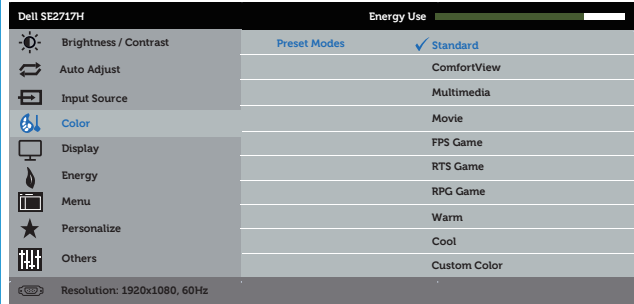 Dell SE2717H Energy Use
Brightness / Contrast Preset Modes Standard
Auto Adjust ComfortView
Input Source Multimedia
Color Movie
Display FPS Game
Energy RTS Game
Menu RPG Game
Personalize Warm
Others Cool
Custom Color
Resolution: 1920x1080, 60Hz